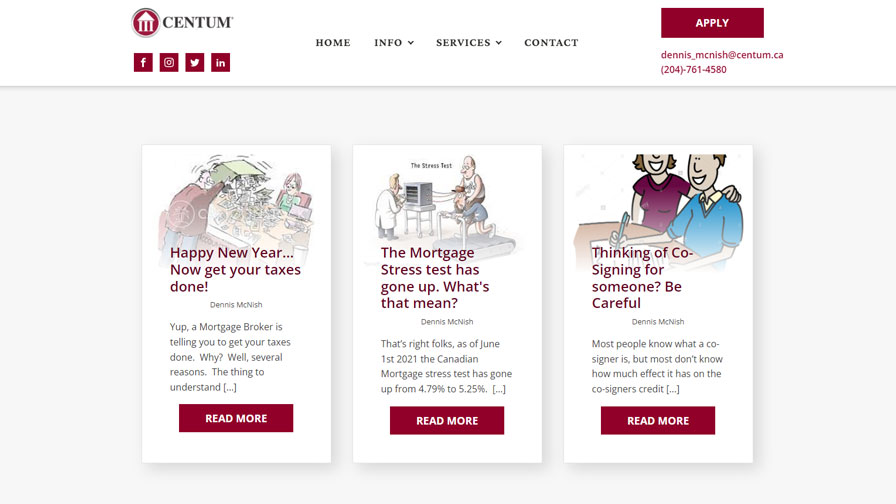 CENTUM
HOME
INFO
SERVICES
CONTACT
APPLY
dennis_mcnish@centum.ca
(204)-761-4580
Happy New Year...
Now get your taxes
done!
Dennis McNish
Yup, a Mortgage Broker is
telling you to get your taxes
done. Why? Well, several
reasons. The thing to
understand [...]
READ MORE
The Stress Test
The Mortgage
Stress test has
gone up. What's
that mean?
Dennis McNish
That's right folks, as of June
1st 2021 the Canadian
Mortgage stress test has gone
up from 4.79% to 5.25%. [...]
READ MORE
Thinking of Co-
Signing for
someone? Be
Careful
Dennis McNish
Most people know what a co-
signer is, but most don't know
how much effect it has on the
co-signers credit [...]
READ MORE